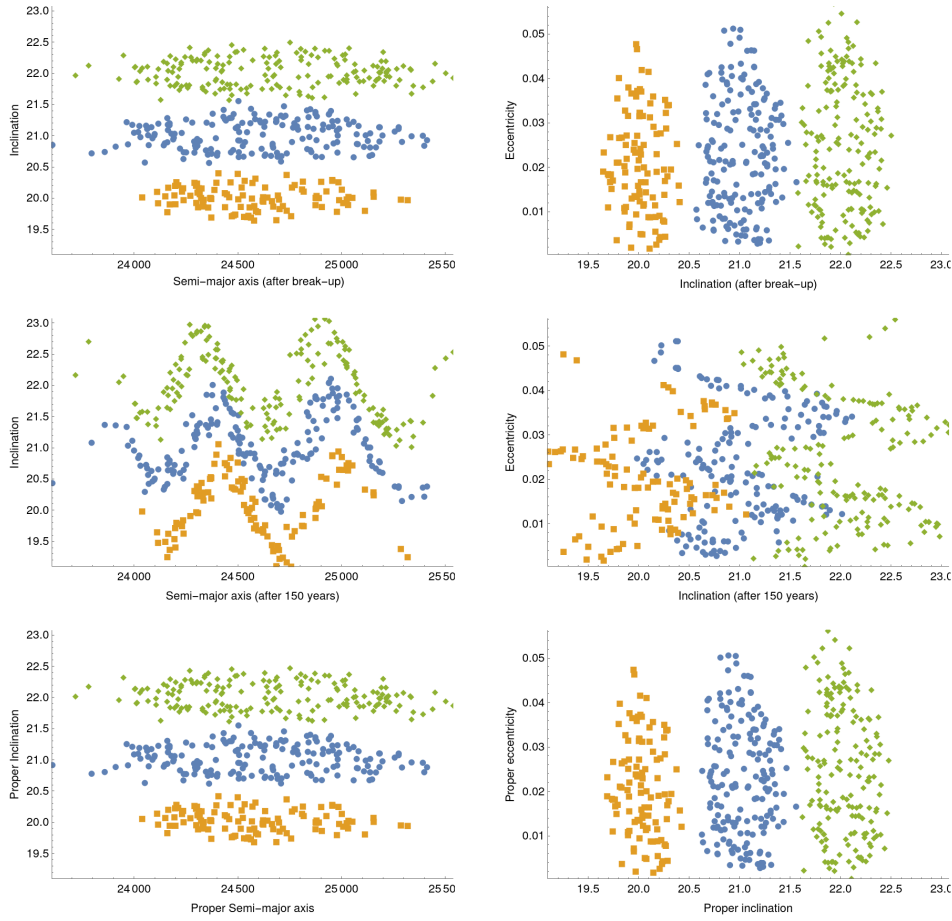 23.0
22.5
22.0
21.5
21.0
20.5
20.0
19.5
Inclination
24000 24500 25000 2550
Semi-major axis (after break-up)
0.05
0.04
0.03
0.02
0.01
Eccentricity
19.5 20.0 20.5 21.0 21.5 22.0 22.5 23.0
Inclination (after break-up)
23.0
22.5
22.0
21.5
21.0
20.5
20.0
19.5
Inclination
24000 24500 25000 2550
Semi-major axis (after 150 years)
0.05
0.04
0.03
0.02
0.01
Eccentricity
19.5 20.0 20.5 21.0 21.5 22.0 22.5 23.0
Inclination (after 150 years)
23.0
22.5
22.0
21.5
21.0
20.5
20.0
19.5
Proper Inclination
24000 24500 25000 2550
Proper Semi-major axis
0.05
0.04
0.03
0.02
0.01
Proper eccentricity
19.5 20.0 20.5 21.0 21.5 22.0 22.5 23.0
Proper inclination